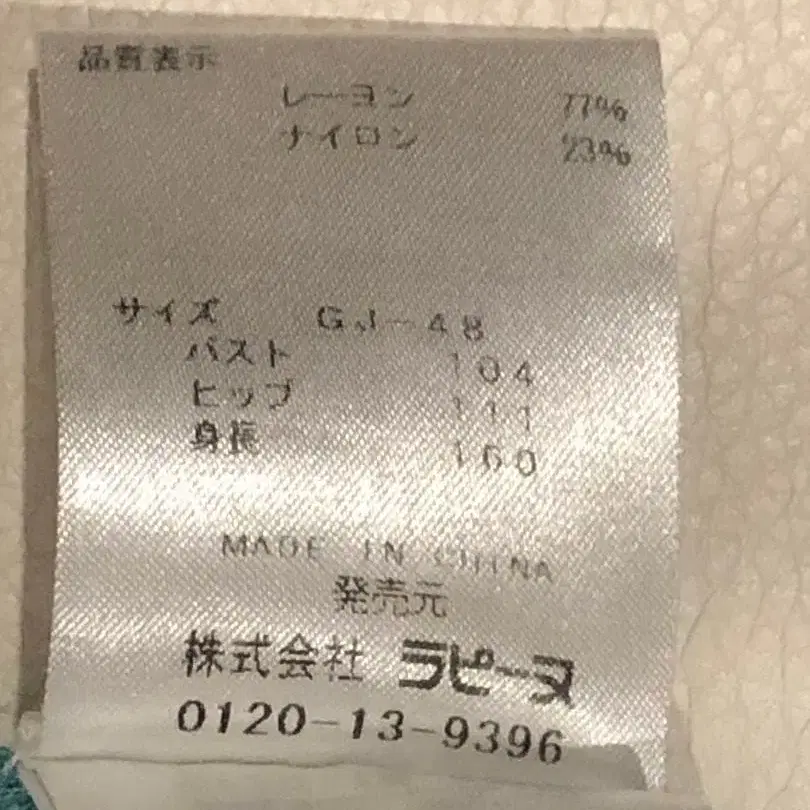 品質表示
レーヨン 77%
ナイロン 23%
サイズ GJ-48
バスト 104
ヒップ 111
身長 160
MADE IN CHINA
発売元
株式会社 ラピーヌ
0120-13-9396